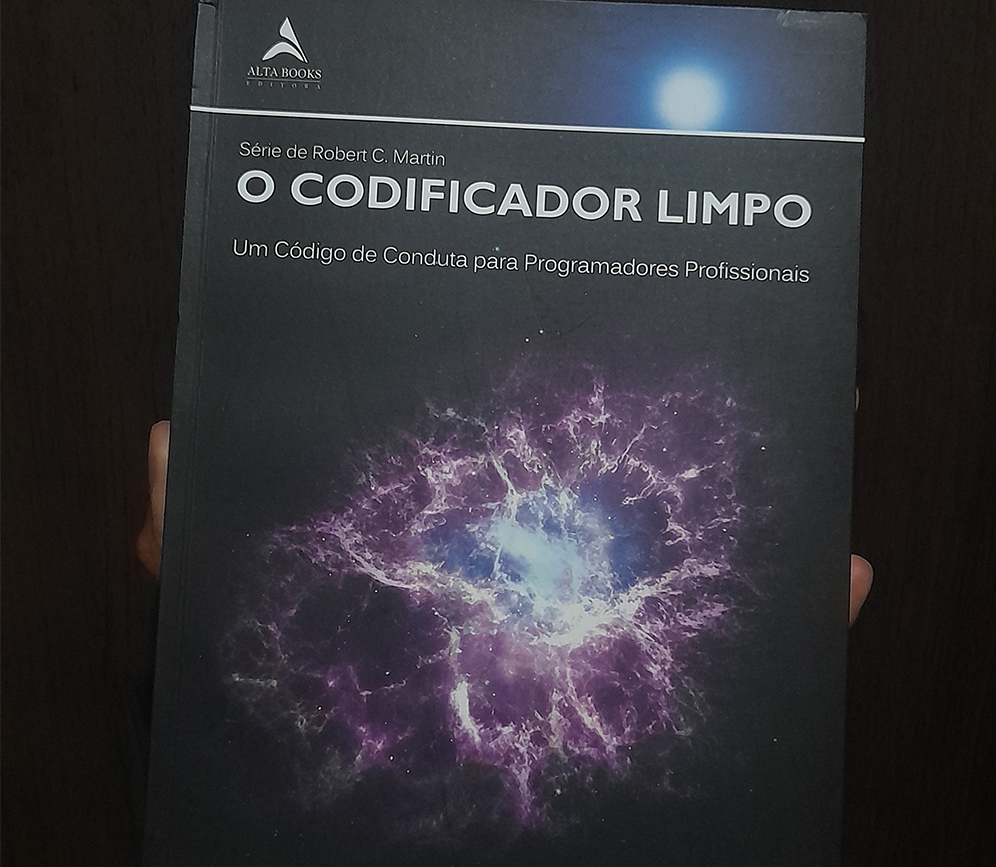 ALTA BOOKS
EDITORA
Série de Robert C. Martin
O CODIFICADOR LIMPO
Um Código de Conduta para Programadores Profissionais